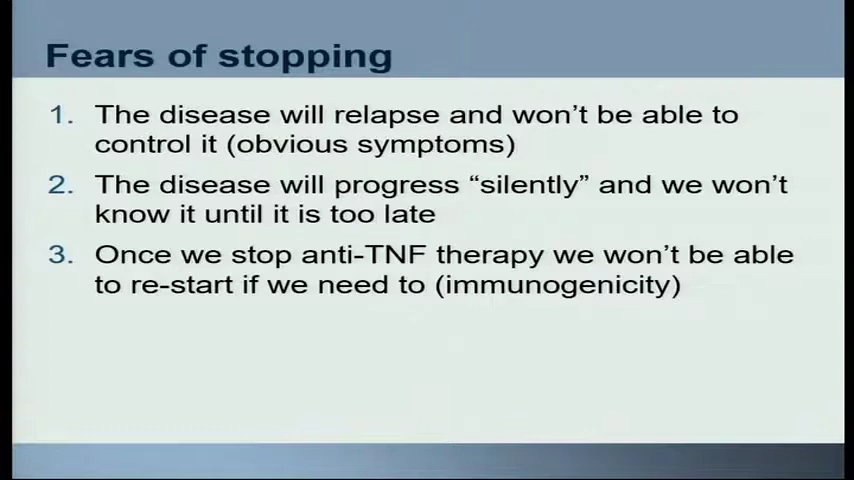 Fears of stopping
1. The disease will relapse and won't be able to
control it (obvious symptoms)
2. The disease will progress “silently” and we won't
know it until it is too late
3. Once we stop anti-TNF therapy we won't be able
to re-start if we need to (immunogenicity)